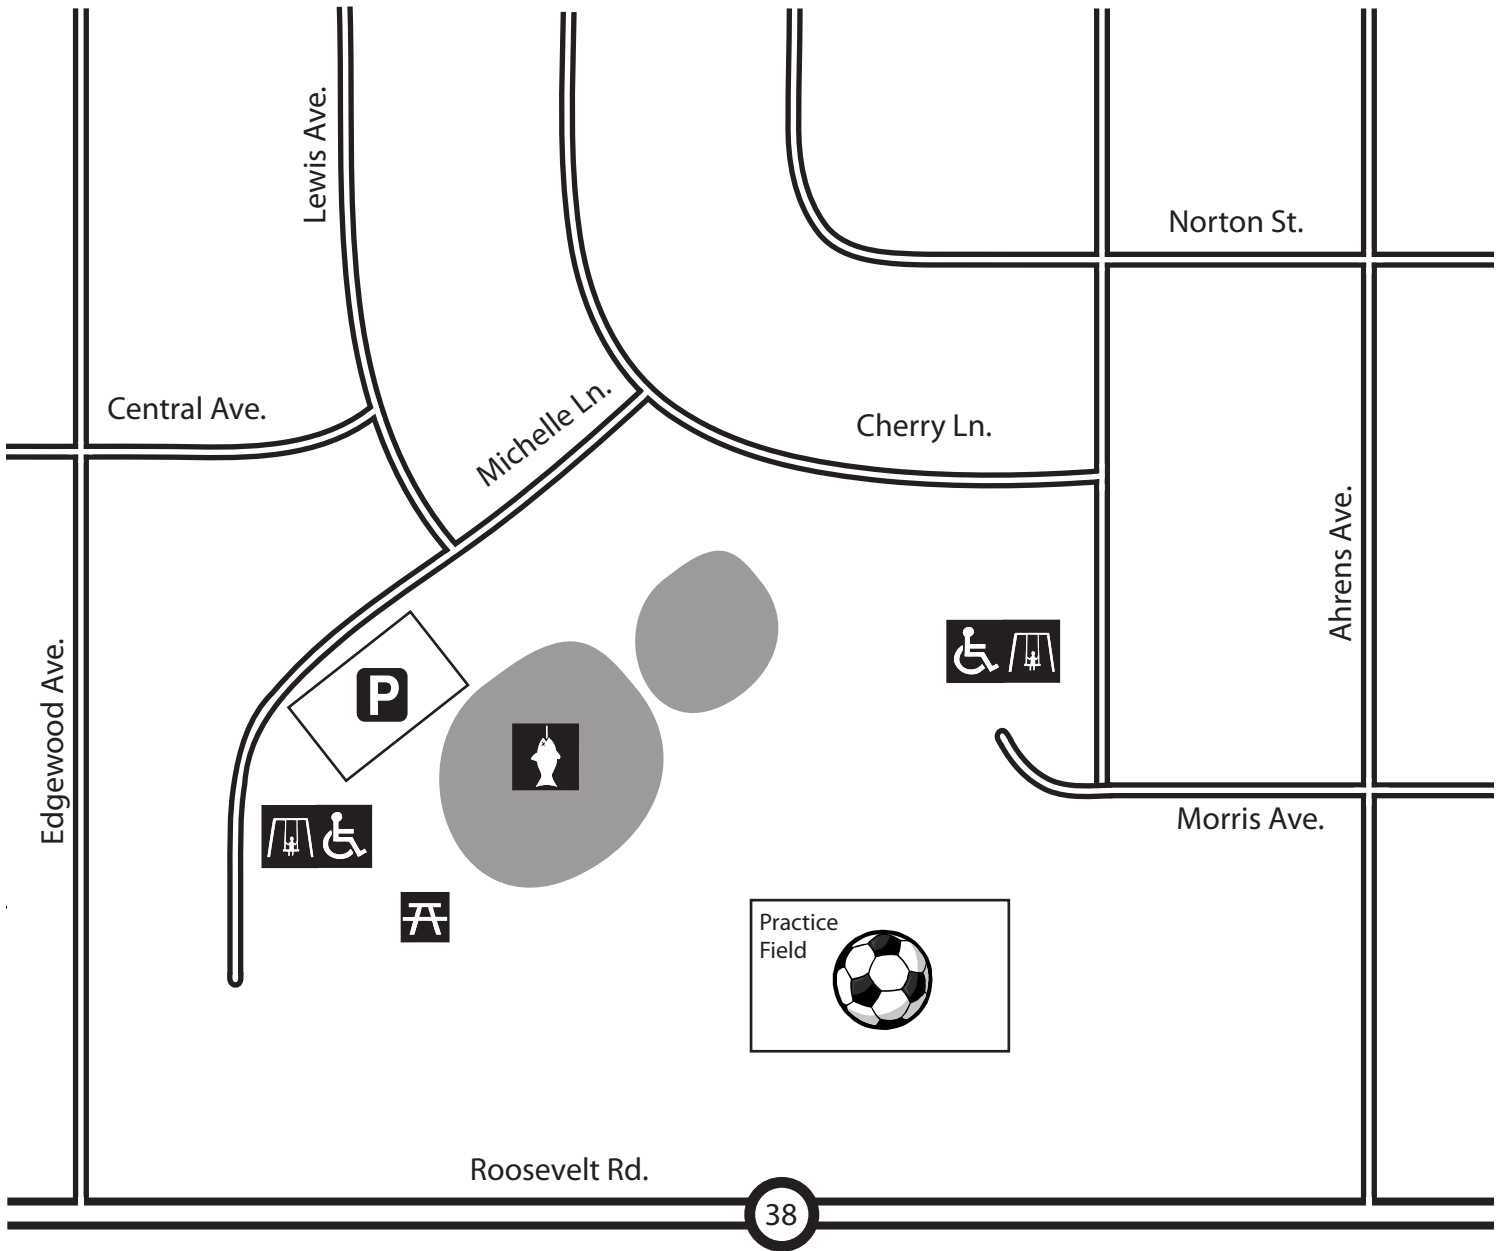 Lewis Ave.
Norton St.
Central Ave.
Michelle Ln.
Cherry Ln.
Ahrens Ave.
Edgewood Ave.
P
Morris Ave.
Practice
Field
Roosevelt Rd.
38